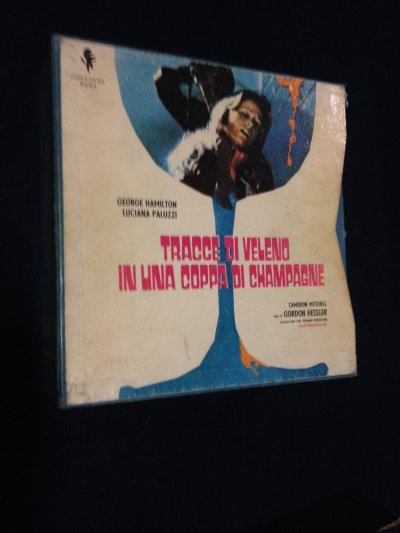 GEORGE HAMILTON
LUCIANA PALUZZI
TRACCE DI VELENO
IN UNA COPPA DI CHAMPAGNE
CAMERON MITCHELL
GORDON HESSLER